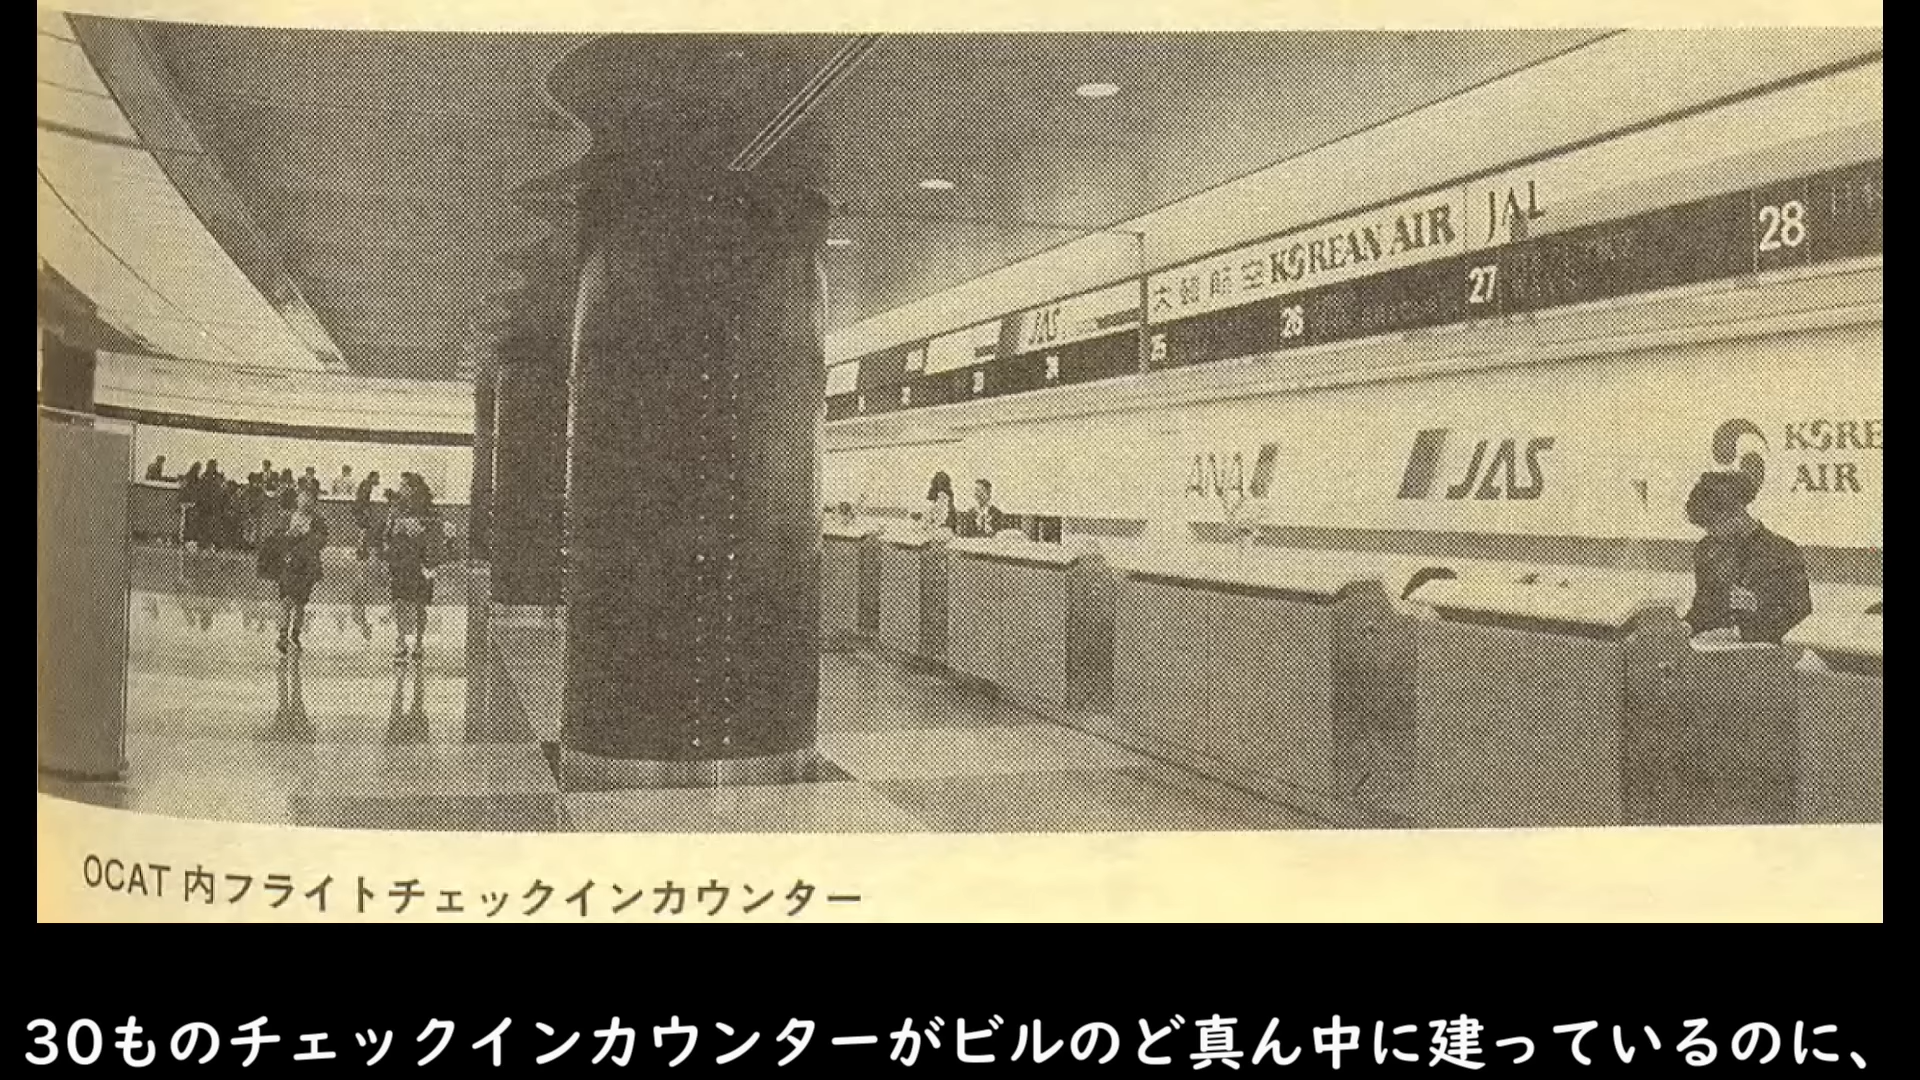 JAL
大韓航空 KOREAN AIR
28
27
26
25
JAS
24
ANA
JAS
KORE
AIR
OCAT 内フライトチェックインカウンター
30ものチェックインカウンターがビルのど真ん中に建っているのに、